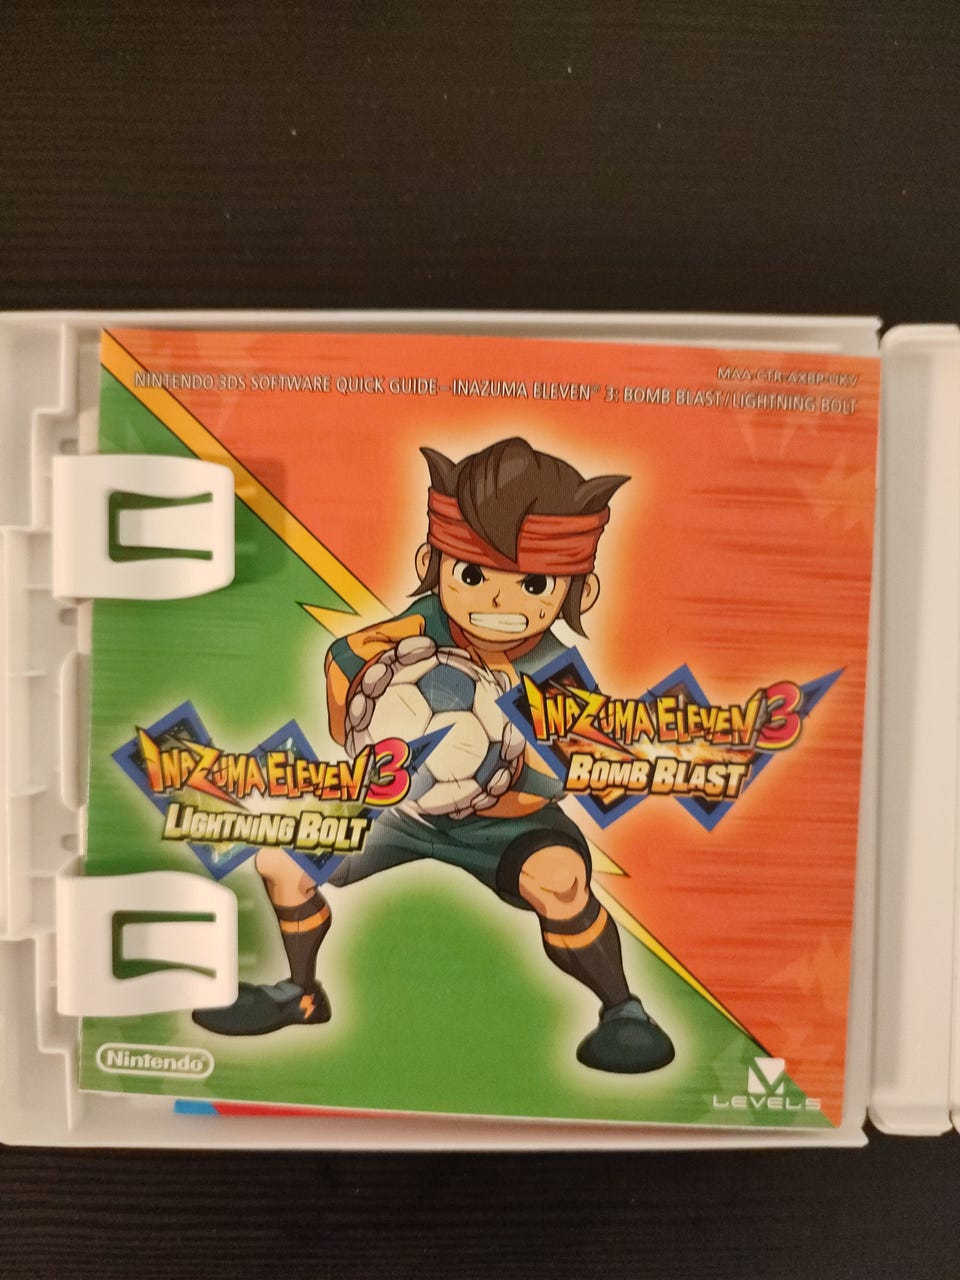 MAA-CTR-AXBP-UKV
NINTENDO 3DS SOFTWARE QUICK GUIDE–INAZUMA ELEVEN® 3: BOMB BLAST/LIGHTNING BOLT
INAZUMA ELEVEN 3
BOMB BLAST
INAZUMA ELEVEN 3
LIGHTNING BOLT
Nintendo®
LEVEL5